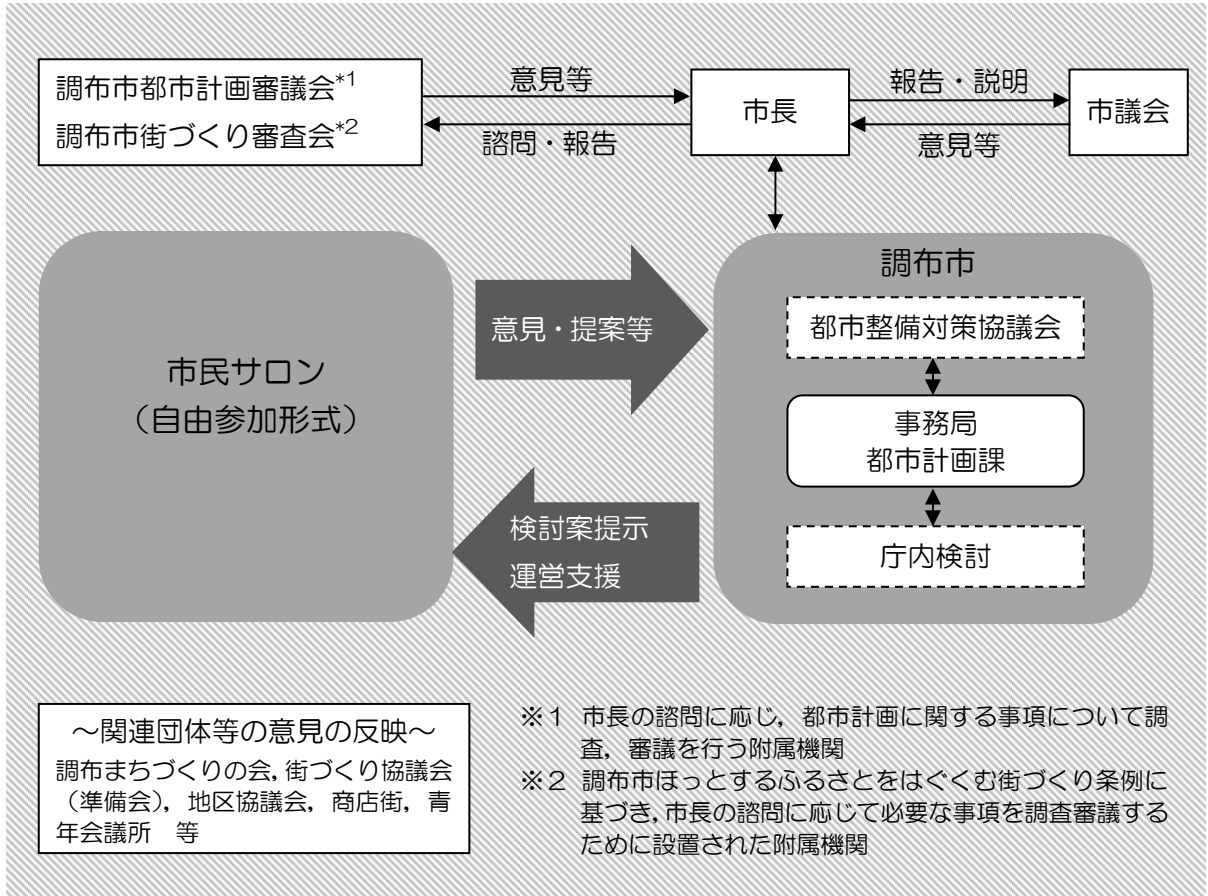 調布市都市計画審議会*1
調布市街づくり審査会*2
意見等
諮問・報告
市長
報告・説明
意見等
市議会
市民サロン
(自由参加形式)
意見・提案等
検討案提示
運営支援
調布市
都市整備対策協議会
事務局
都市計画課
庁内検討
~関連団体等の意見の反映~
調布まちづくりの会,街づくり協議会
(準備会),地区協議会,商店街,青
年会議所 等
※1 市長の諮問に応じ,都市計画に関する事項について調
査,審議を行う附属機関
※2 調布市ほっとするふるさとをはぐくむ街づくり条例に
基づき,市長の諮問に応じて必要な事項を調査審議する
ために設置された附属機関